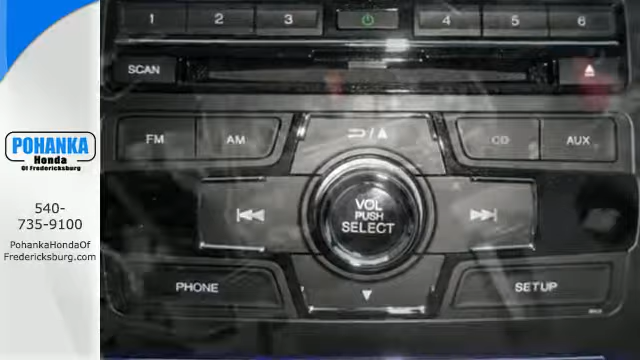 POHANKA
Honda
Of Fredericksburg
540-
735-9100
PohankaHondaOf
Fredericksburg.com
1 2 3 4 5 6
SCAN
FM AM CD AUX
VOL
PUSH
SELECT
PHONE SETUP